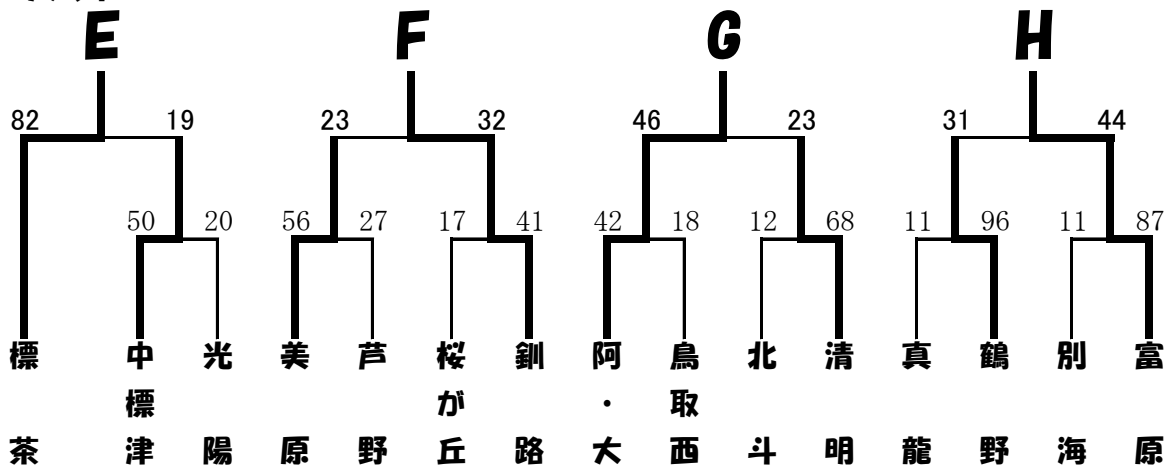 E F G H
82 19 23 32 46 23 31 44
50 20 56 27 17 41 42 18 12 68 11 96 11 87
標茶
中標津
光陽
美原
芦野
桜が丘
釧路
阿・大
鳥取西
北斗
清明
真龍
鶴野
別海
富原